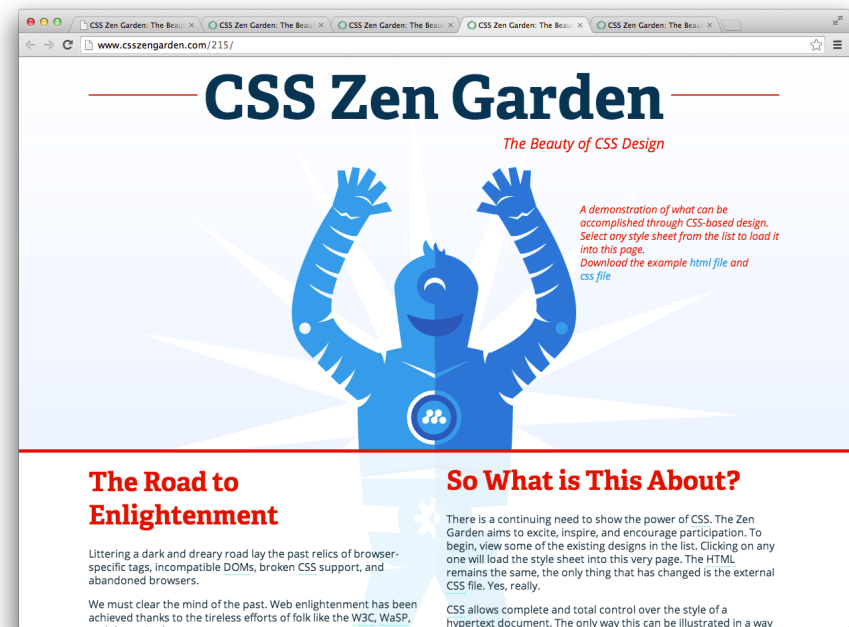 CSS Zen Garden: The Beau
CSS Zen Garden: The Beau
CSS Zen Garden: The Beau
CSS Zen Garden: The Beau
CSS Zen Garden: The Beau
www.csszengarden.com/215/
CSS Zen Garden
The Beauty of CSS Design
A demonstration of what can be
accomplished through CSS-based design.
Select any style sheet from the list to load it
into this page.
Download the example html file and
css file
The Road to
Enlightenment
Littering a dark and dreary road lay the past relics of browser-
specific tags, incompatible DOMs, broken CSS support, and
abandoned browsers.
We must clear the mind of the past. Web enlightenment has been
achieved thanks to the tireless efforts of folk like the W3C, WaSP,
So What is This About?
There is a continuing need to show the power of CSS. The Zen
Garden aims to excite, inspire, and encourage participation. To
begin, view some of the existing designs in the list. Clicking on any
one will load the style sheet into this very page. The HTML
remains the same, the only thing that has changed is the external
CSS file. Yes, really.
CSS allows complete and total control over the style of a
hypertext document. The only way this can be illustrated in a way